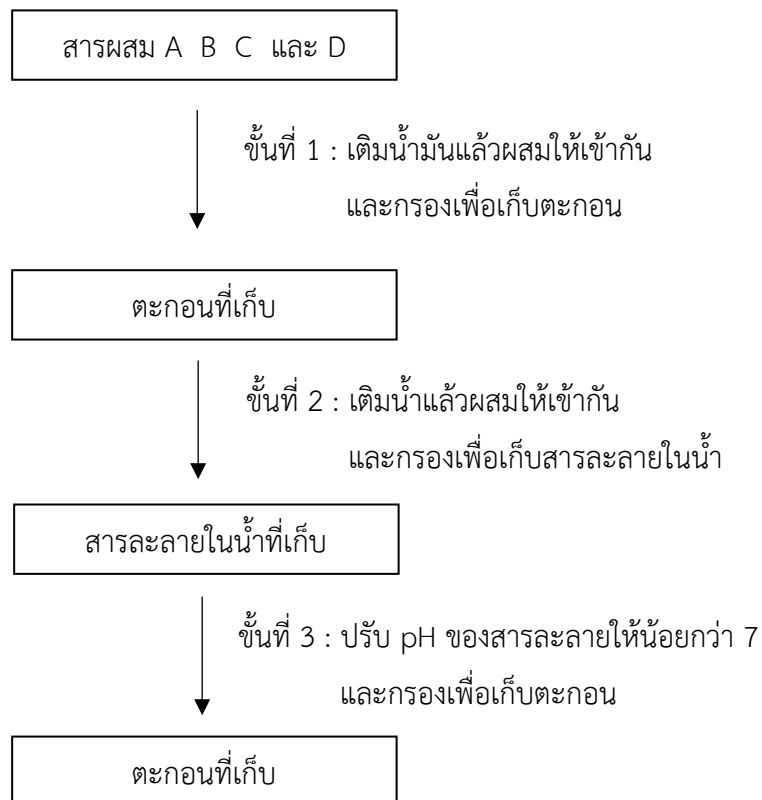 สารผสม A B C และ D
ขั้นที่ 1 : เติมน้ำมันแล้วผสมให้เข้ากัน
และกรองเพื่อเก็บตะกอน
ตะกอนที่เก็บ
ขั้นที่ 2 : เติมน้ำแล้วผสมให้เข้ากัน
และกรองเพื่อเก็บสารละลายในน้ำ
สารละลายในน้ำที่เก็บ
ขั้นที่ 3 : ปรับ pH ของสารละลายให้น้อยกว่า 7
และกรองเพื่อเก็บตะกอน
ตะกอนที่เก็บ